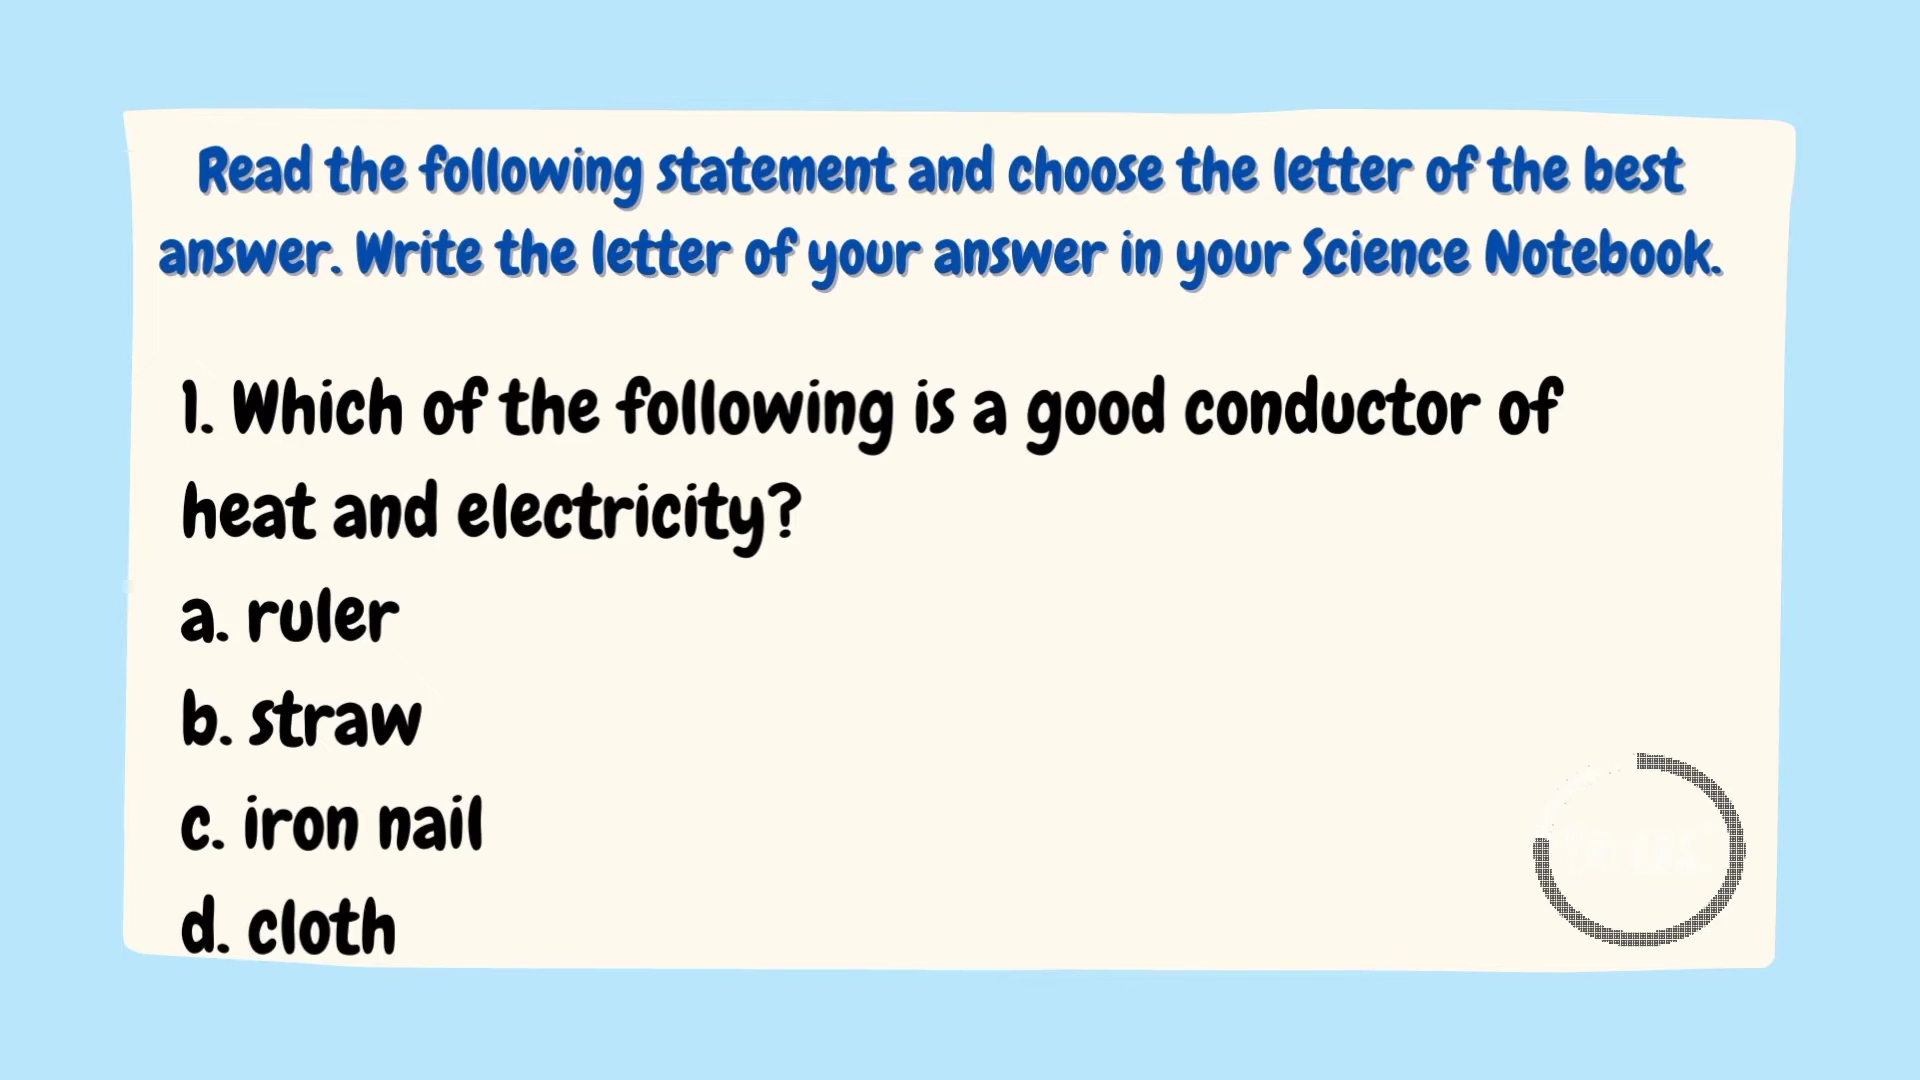 Read the following statement and choose the letter of the best
answer. Write the letter of your answer in your Science Notebook.
1. Which of the following is a good conductor of
heat and electricity?
a. ruler
b. straw
c. iron nail
d. cloth